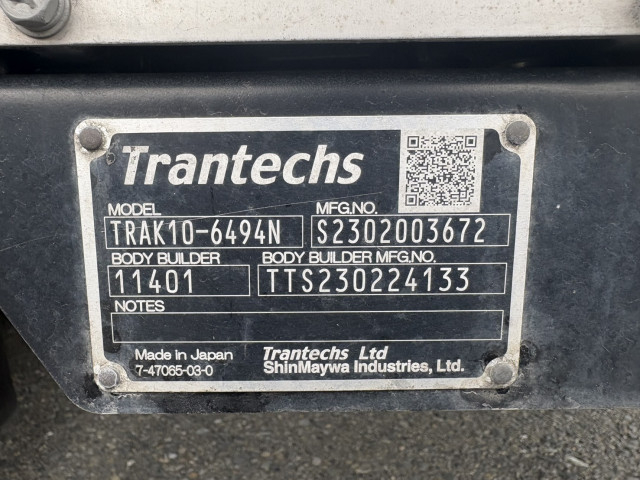 Trantechs
MODEL MFG.NO.
TRAK10-6494N S2302003672
BODY BUILDER BODY BUILDER MFG.NO.
11401 TTS230224133
NOTES
Made in Japan Trantechs Ltd
7-47065-03-0 ShinMaywa Industries, Ltd.